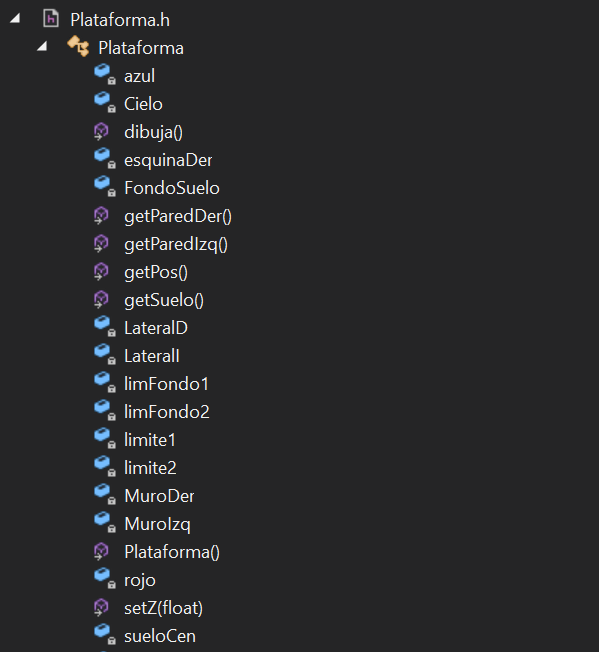 Plataforma.h
Plataforma
azul
Cielo
dibuja()
esquinaDer
FondoSuelo
getParedDer()
getParedIzq()
getPos()
getSuelo()
LateralD
LateralI
limFondo1
limFondo2
limite1
limite2
MuroDer
MuroIzq
Plataforma()
rojo
setZ(float)
sueloCen